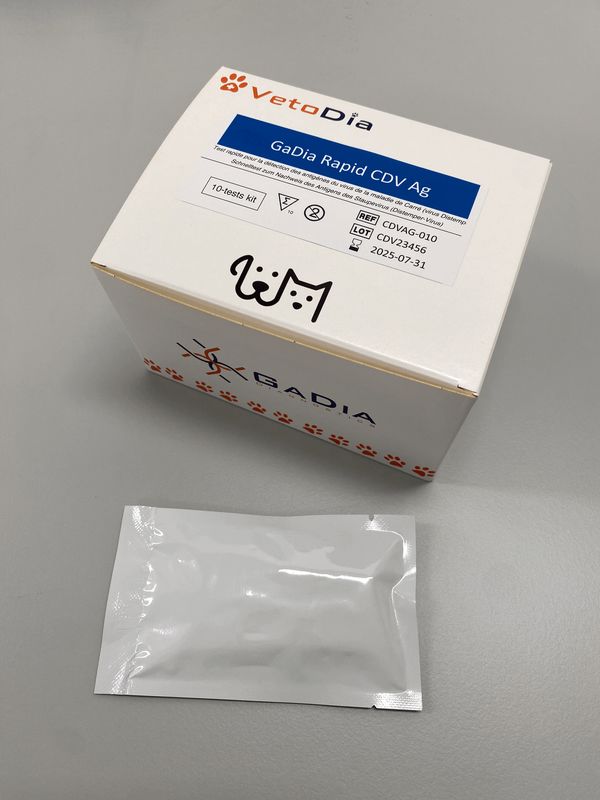 VetoDia
GaDia Rapid CDV Ag
Test rapide pour la détection des antigènes du virus de la maladie de Carré (virus Distemp
Schnelltest zum Nachweis des Antigens des Staupevirus (Distemper-Virus)
10-tests kit
10
2
REF CDVAG-010
LOT CDV23456
2025-07-31
GADIA
DIAGNOSTICS